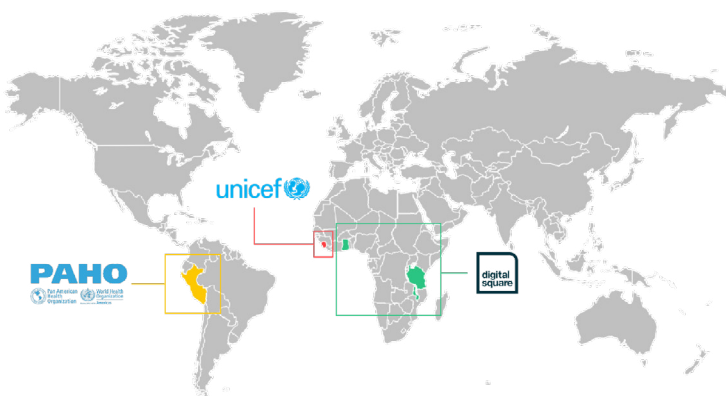 unicef
PAHO
Pan American
Health
Organization
World Health
Organization
digital
square